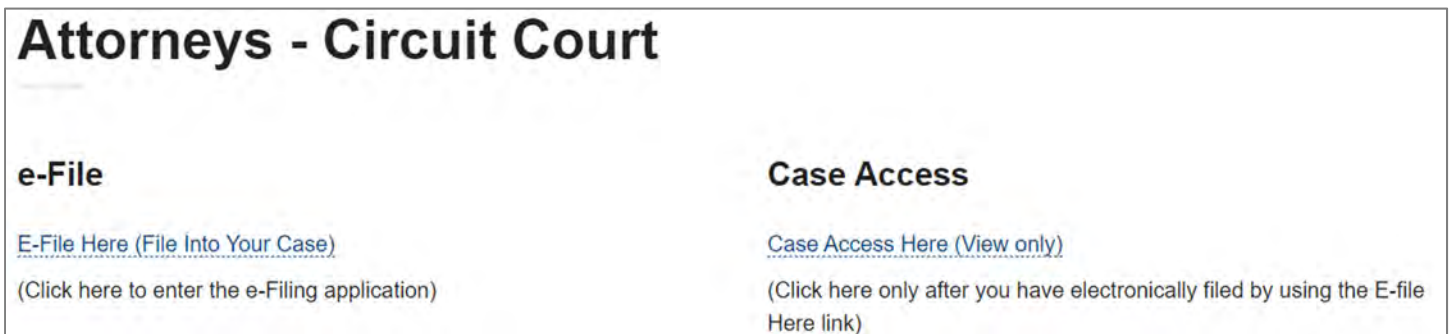 Attorneys - Circuit Court
e-File
E-File Here (File Into Your Case)
(Click here to enter the e-Filing application)
Case Access
Case Access Here (View only)
(Click here only after you have electronically filed by using the E-file
Here link)